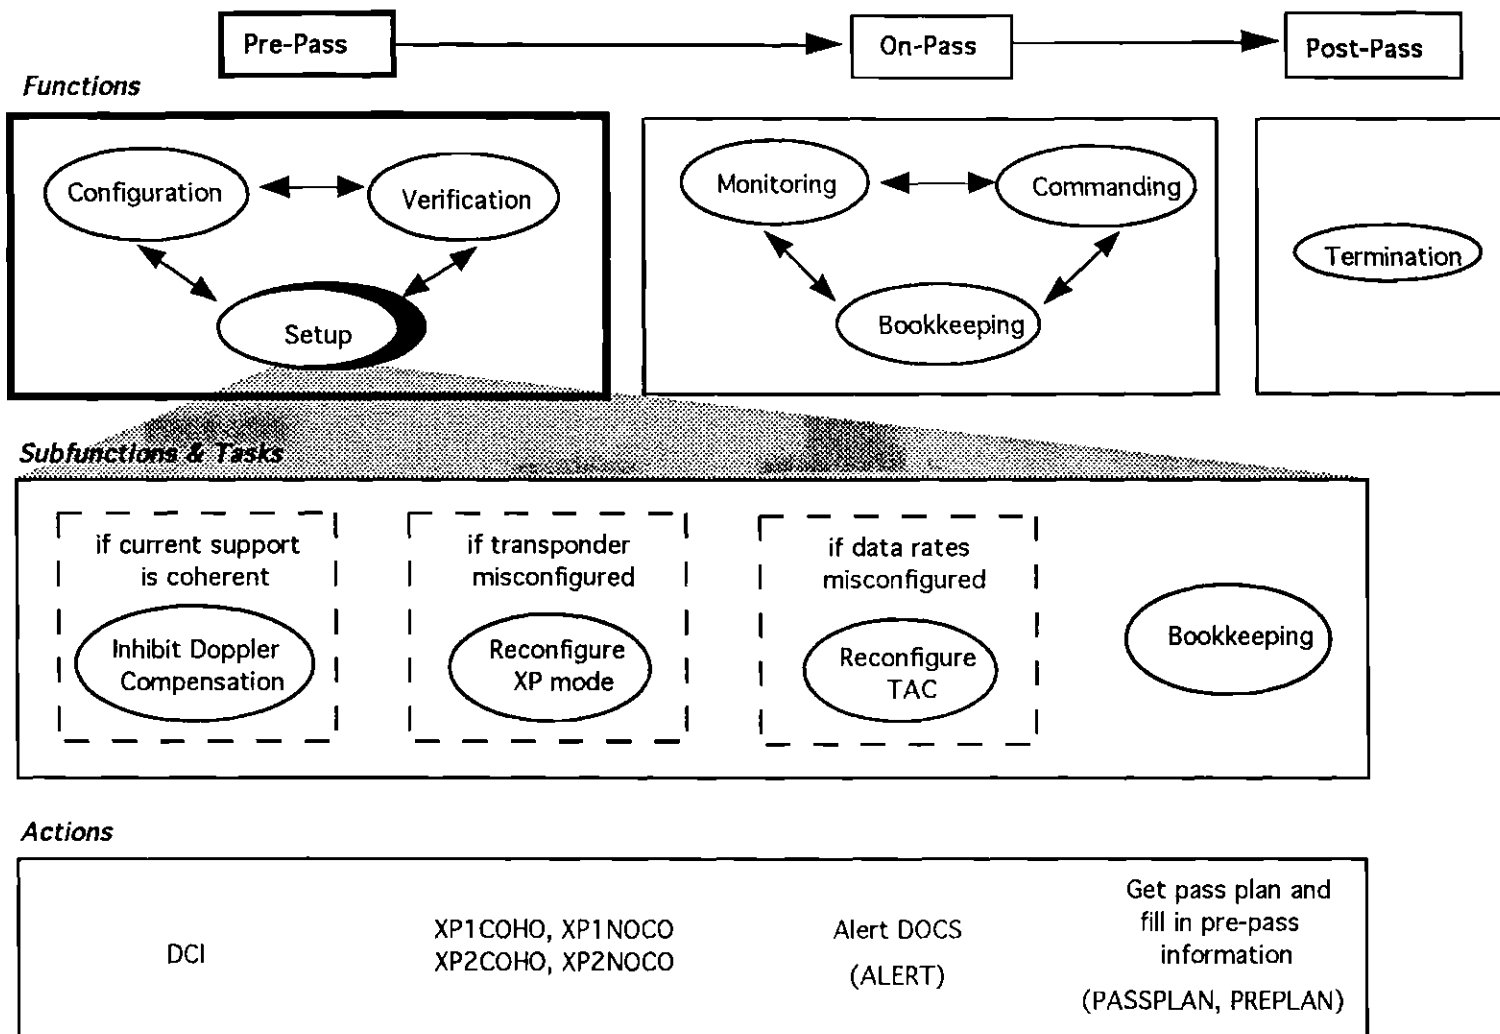 Pre-Pass
On-Pass
Post-Pass
Functions
Configuration
Verification
Setup
Monitoring
Commanding
Bookkeeping
Termination
Subfunctions & Tasks
if current support
is coherent
Inhibit Doppler
Compensation
if transponder
misconfigured
Reconfigure
XP mode
if data rates
misconfigured
Reconfigure
TAC
Bookkeeping
Actions
DCI
XP1COHO, XP1NOCO
XP2COHO, XP2NOCO
Alert DOCS
(ALERT)
Get pass plan and
fill in pre-pass
information
(PASSPLAN, PREPLAN)